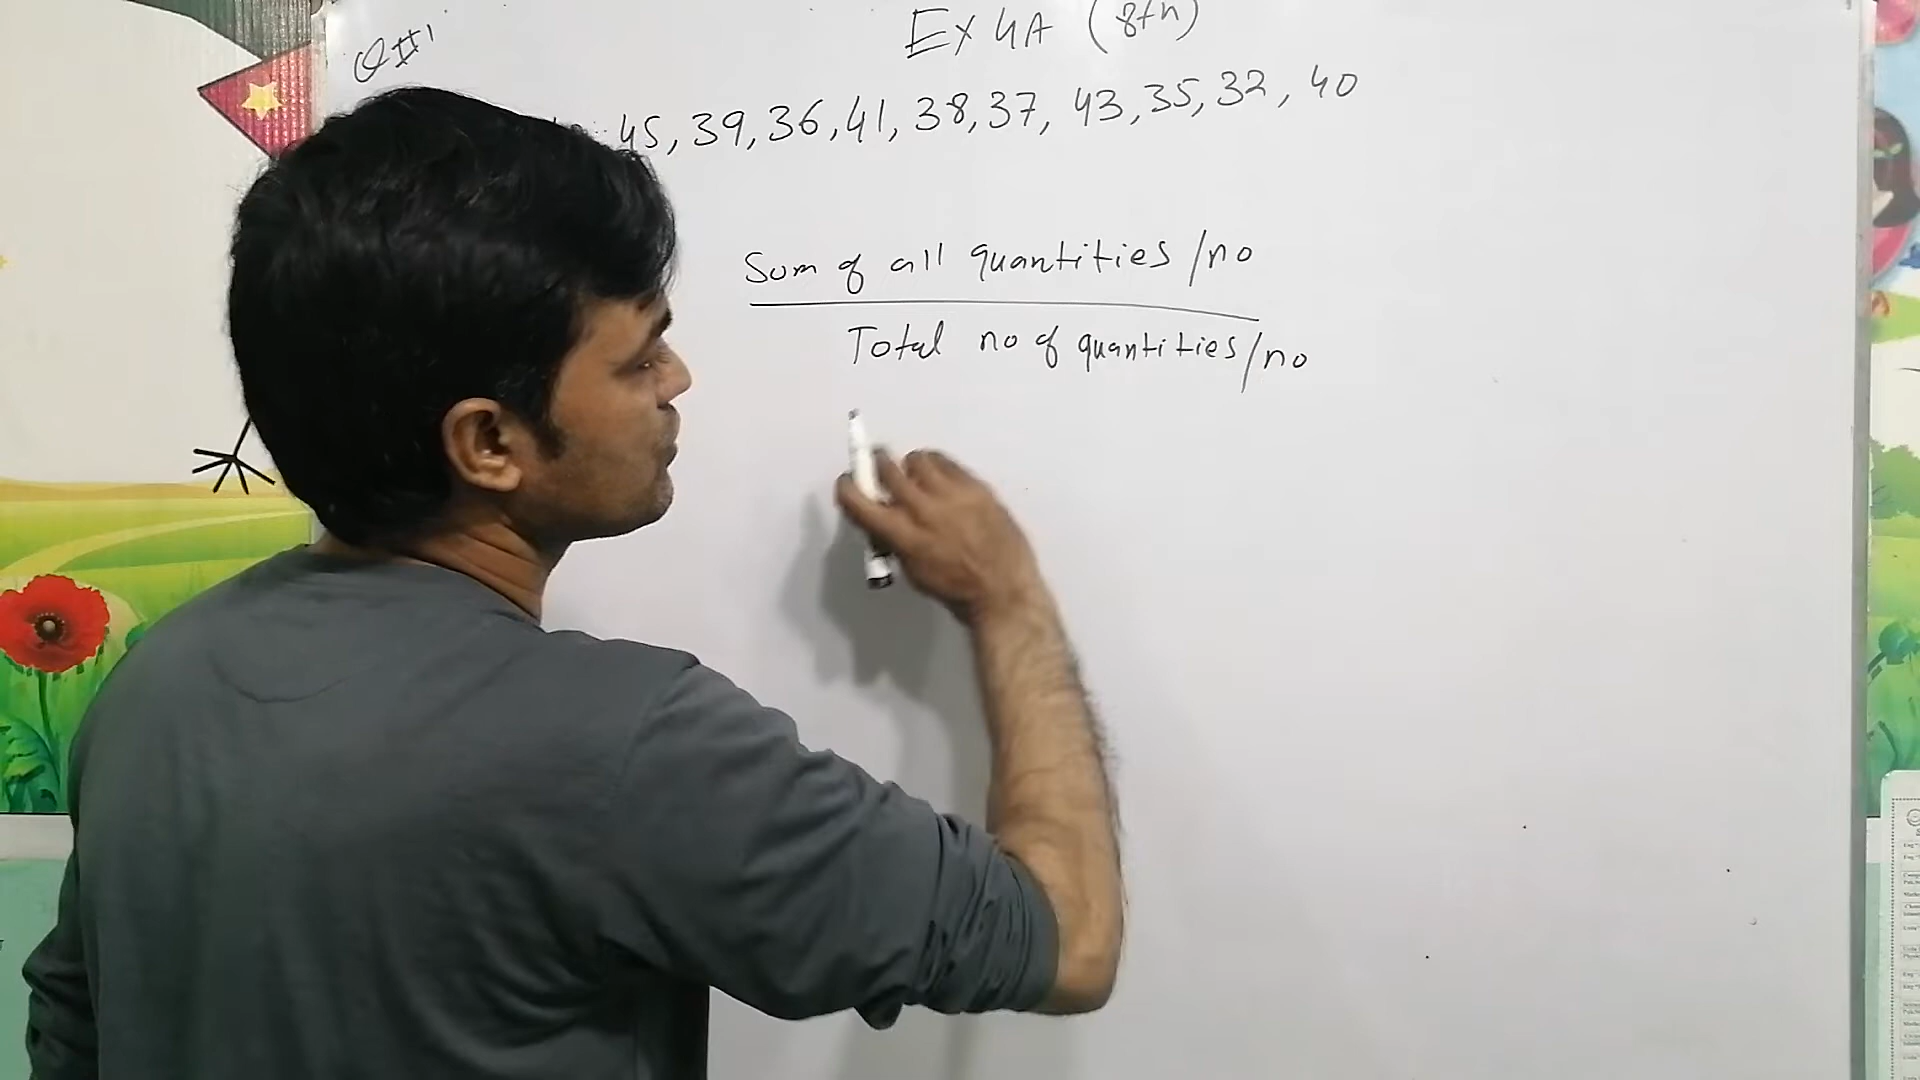 Q#1
Ex 4A (8th)
45, 39, 36, 41, 38, 37, 43, 35, 32, 40
Sum of all quantities /no
Total no of quantities/no